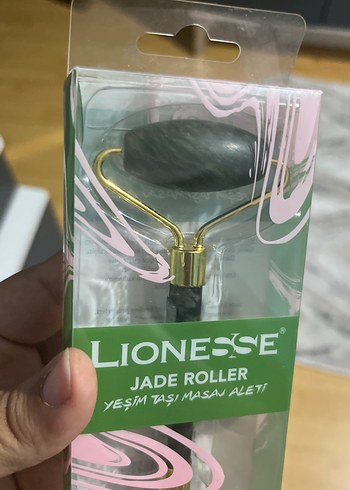 LIONESSE®
JADE ROLLER
YEŞİM TAŞI MASAJ ALETİ